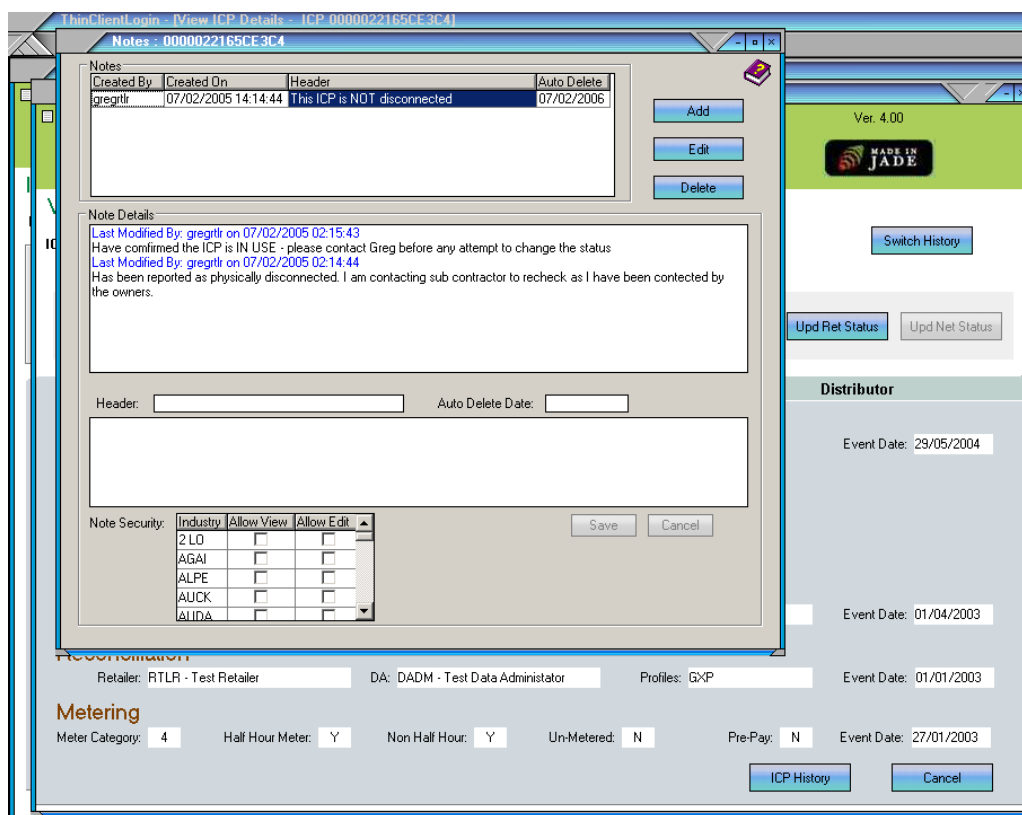 ThinClientLogin - [View ICP Details - ICP 0000022165CE3C4]
Notes : 0000022165CE3C4
Notes
Created By Created On Header Auto Delete
gregrtlr 07/02/2005 14:14:44 This ICP is NOT disconnected 07/02/2006
Add
Edit
Delete
Ver. 4.00
MADE IN
JADE
Note Details
Last Modified By: gregrtlr on 07/02/2005 02:15:43
Have comfirmed the ICP is IN USE - please contact Greg before any attempt to change the status
Last Modified By: gregrtlr on 07/02/2005 02:14:44
Has been reported as physically disconnected. I am contacting sub contractor to recheck as I have been contected by
the owners.
Switch History
Upd Ret Status Upd Net Status
Distributor
Header: Auto Delete Date:
Event Date: 29/05/2004
Note Security: Industry Allow View Allow Edit
Save Cancel
2 LO
AGAI
ALPE
AUCK
AUDA
Event Date: 01/04/2003
Reconciliation
Retailer: RTLR - Test Retailer DA: DADM - Test Data Administator Profiles: GXP Event Date: 01/01/2003
Metering
Meter Category: 4 Half Hour Meter: Y Non Half Hour: Y Un-Metered: N Pre-Pay: N Event Date: 27/01/2003
ICP History Cancel